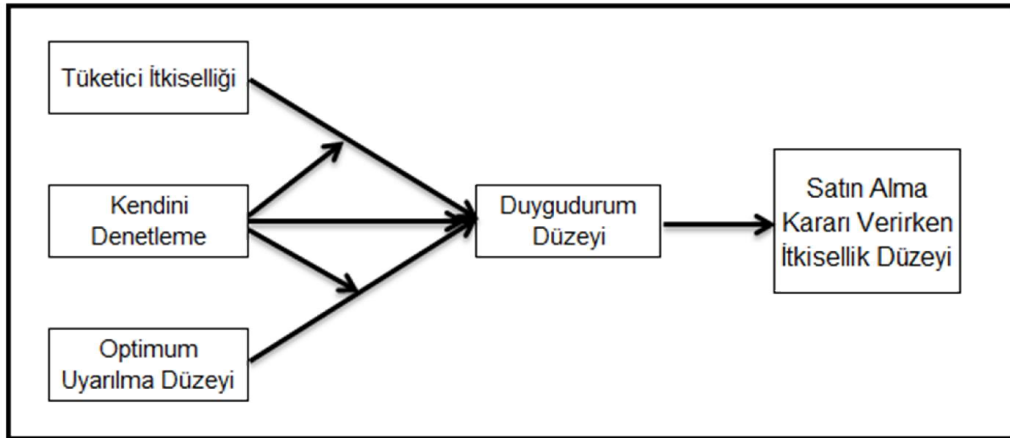 Tüketici İtkiselliği
Kendini
Denetleme
Optimum
Uyarılma Düzeyi
Duygudurum
Düzeyi
Satın Alma
Kararı Verirken
İtkisellik Düzeyi